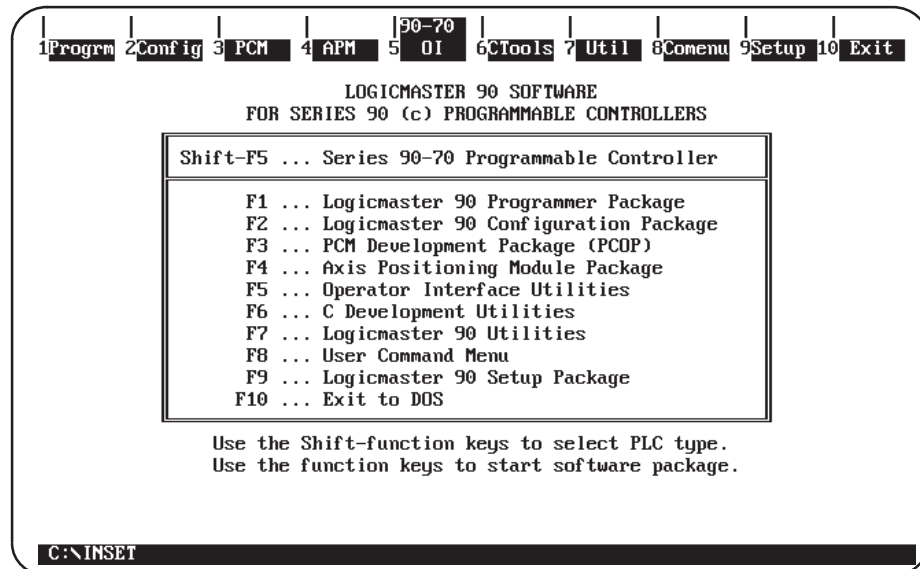 90-70
1Progrm 2Config 3 PCM 4 APM 5 OI 6CTools 7 Util 8Comenu 9Setup 10 Exit
LOGICMASTER 90 SOFTWARE
FOR SERIES 90 (c) PROGRAMMABLE CONTROLLERS
Shift-F5 ... Series 90-70 Programmable Controller
F1 ... Logicmaster 90 Programmer Package
F2 ... Logicmaster 90 Configuration Package
F3 ... PCM Development Package (PCOP)
F4 ... Axis Positioning Module Package
F5 ... Operator Interface Utilities
F6 ... C Development Utilities
F7 ... Logicmaster 90 Utilities
F8 ... User Command Menu
F9 ... Logicmaster 90 Setup Package
F10 ... Exit to DOS
Use the Shift-function keys to select PLC type.
Use the function keys to start software package.
C:\INSET